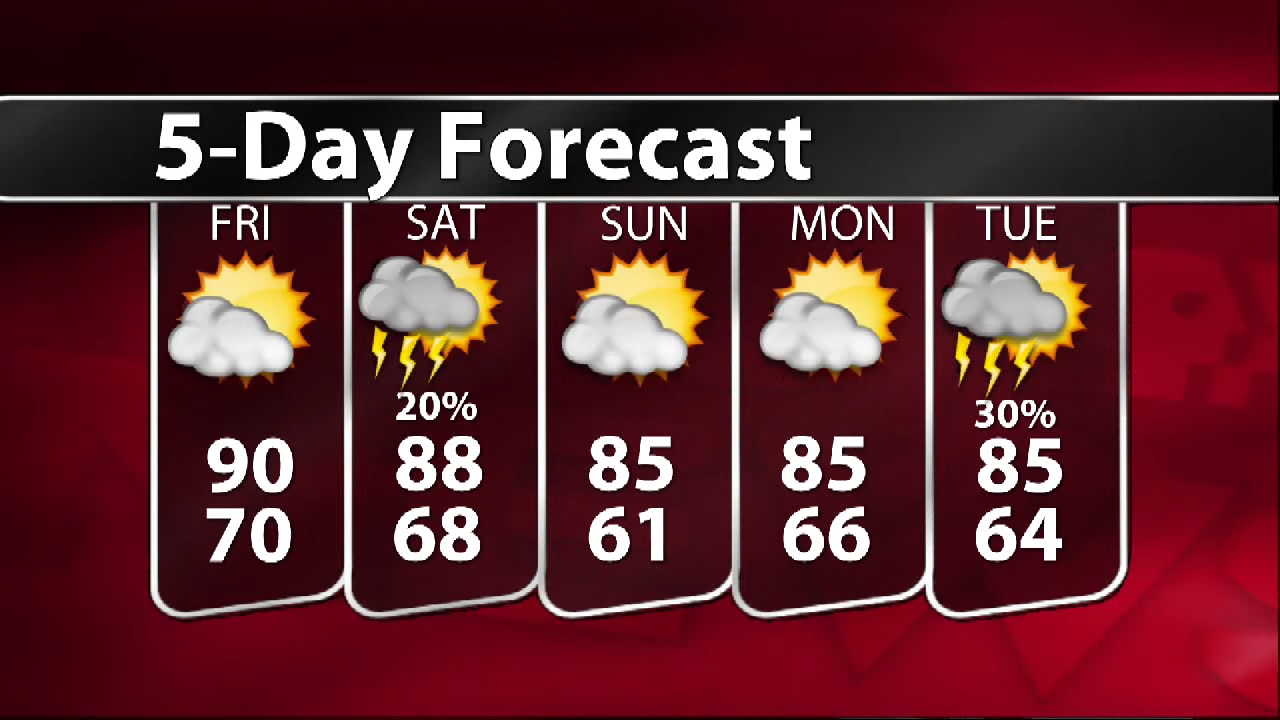 5-Day Forecast
FRI SAT SUN MON TUE
20% 30%
90 88 85 85 85
70 68 61 66 64